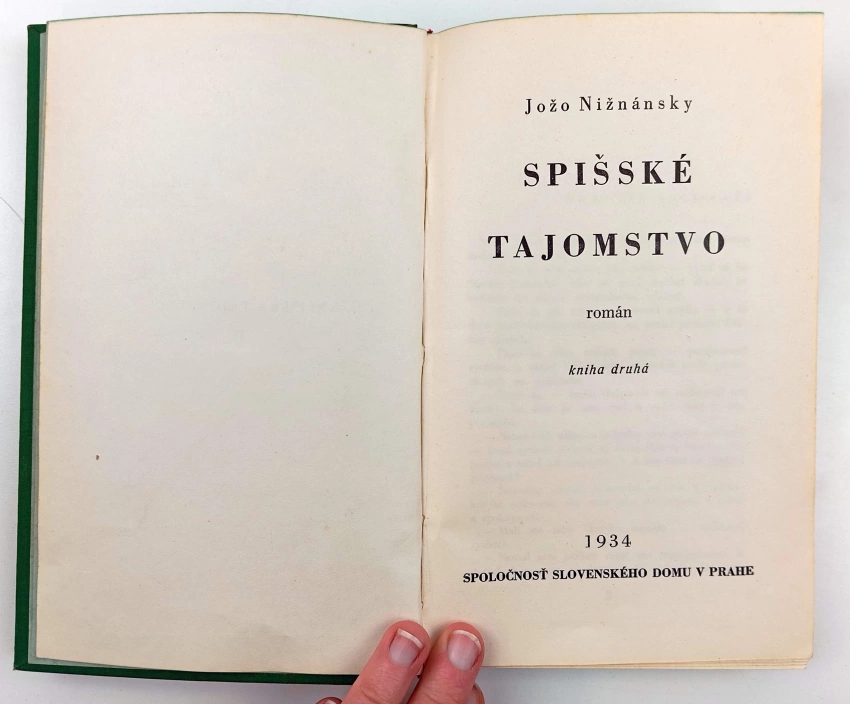 Jožo Nižnánsky
SPIŠSKÉ
TAJOMSTVO
román
kniha druhá
1934
SPOLOČNOSŤ SLOVENSKÉHO DOMU V PRAHE